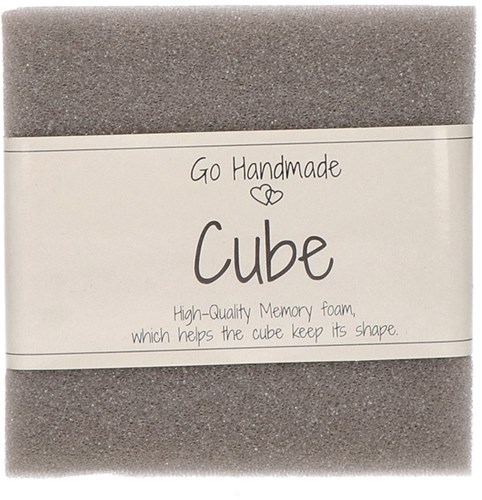 Go Handmade
Cube
High-Quality Memory foam,
which helps the cube keep its shape.